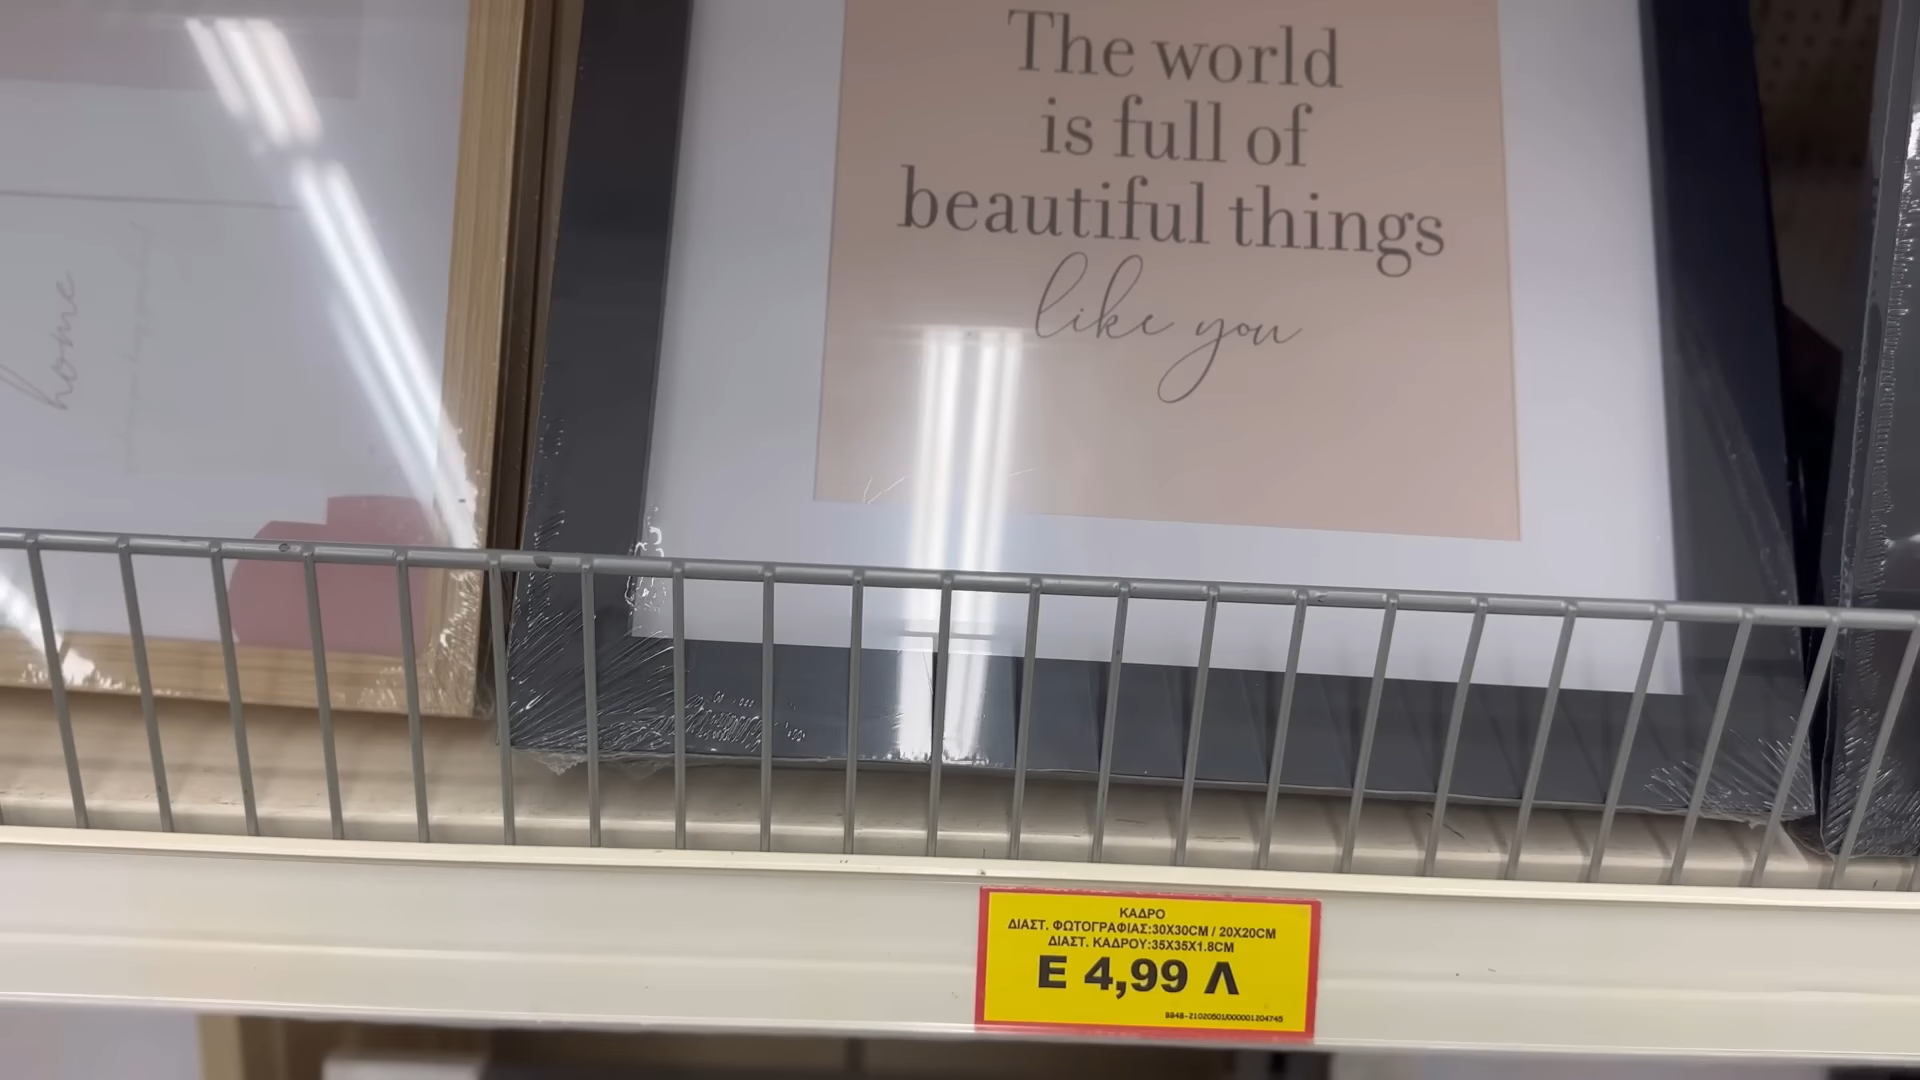 The world
is full of
beautiful things
like you
home
ΚΑΔΡΟ
ΔΙΑΣΤ. ΦΩΤΟΓΡΑΦΙΑΣ:30X30CM / 20X20CM
ΔΙΑΣΤ. ΚΑΔΡΟΥ:35X35X1.8CM
Ε 4,99 Λ